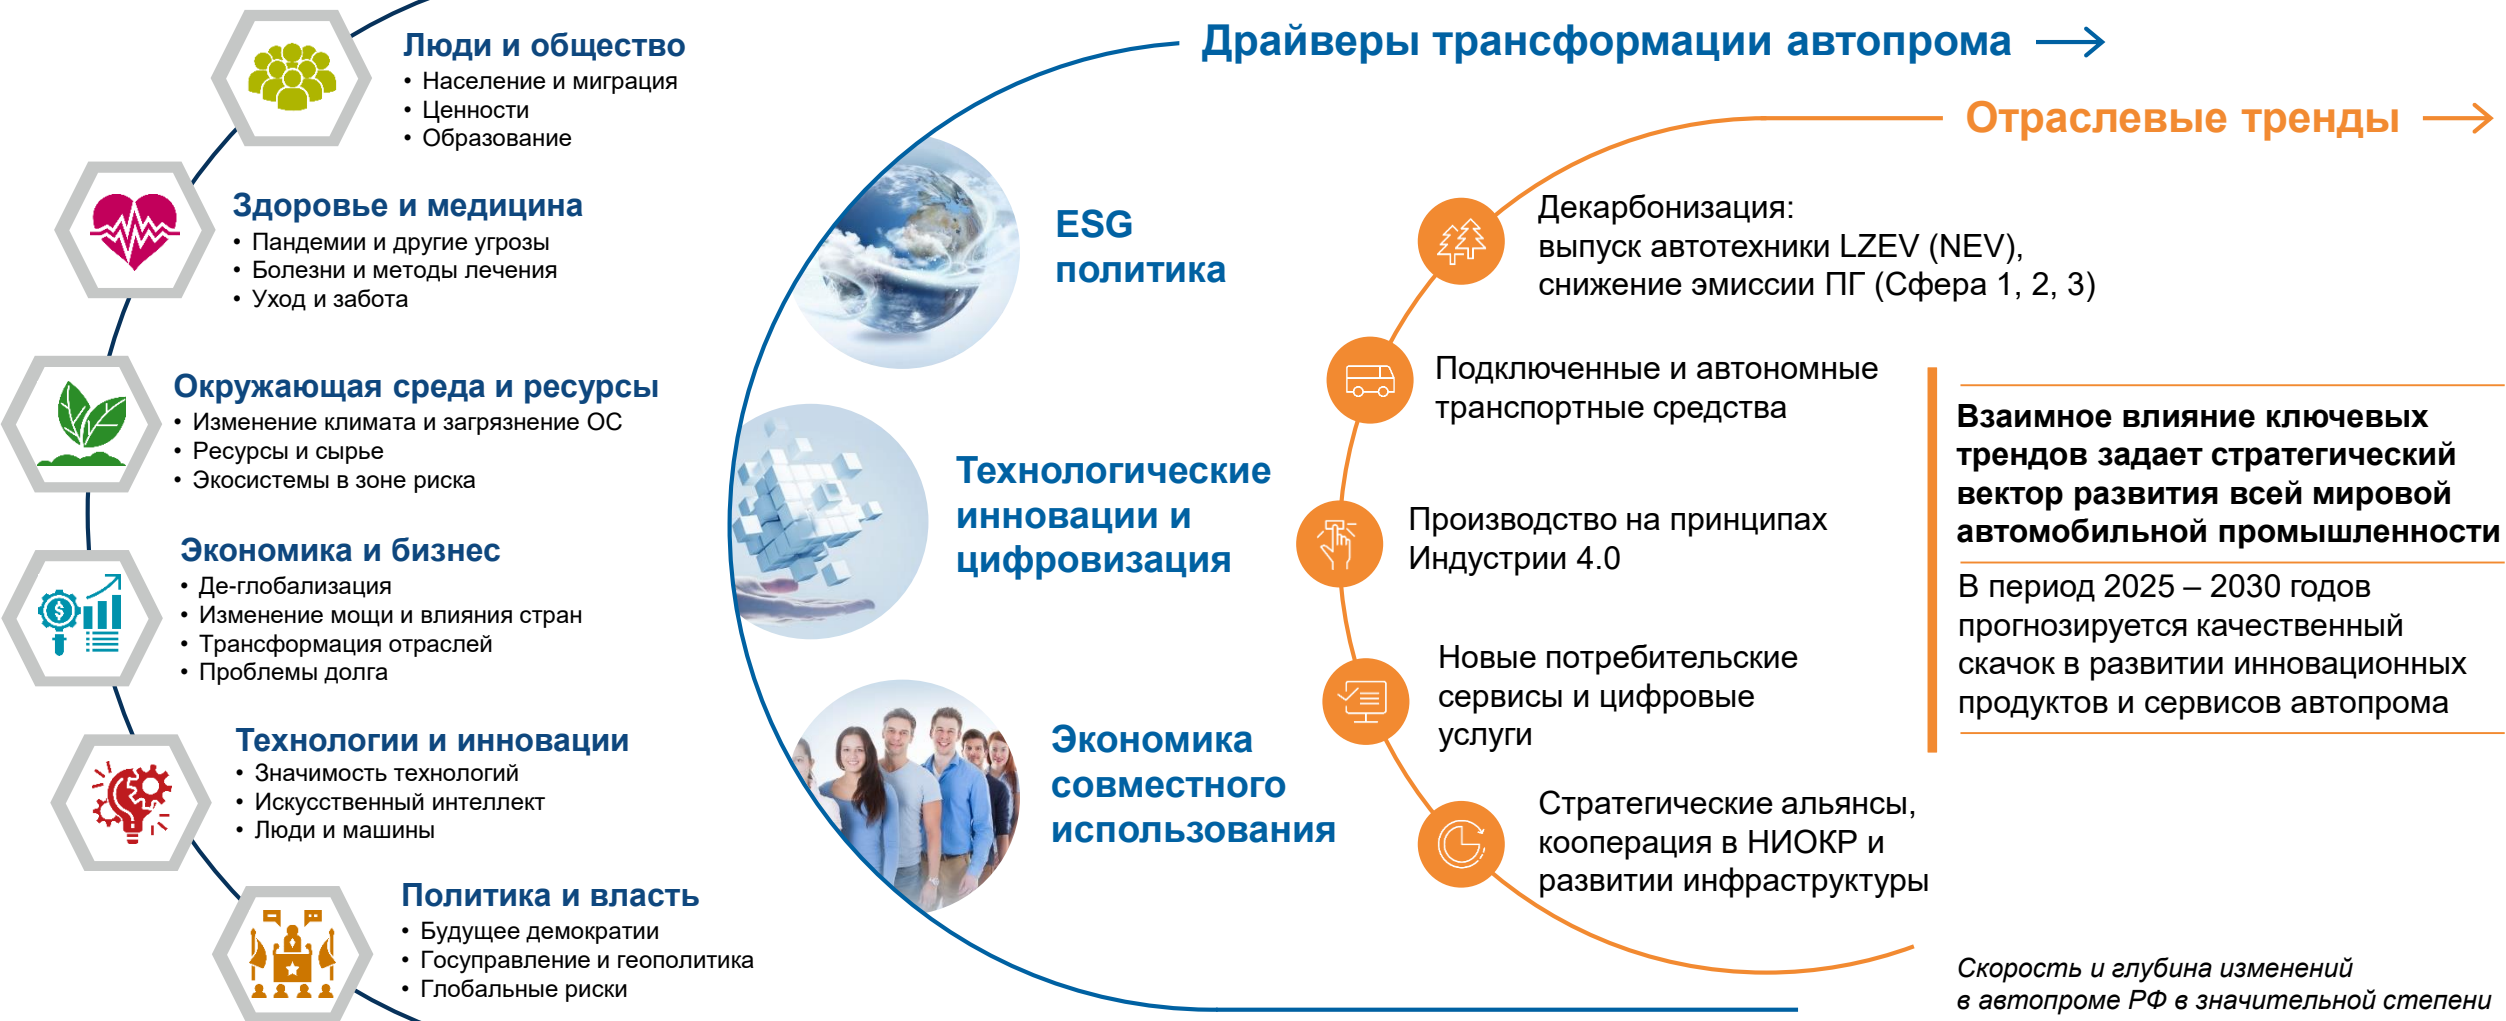 Люди и общество
• Население и миграция
• Ценности
• Образование
Здоровье и медицина
• Пандемии и другие угрозы
• Болезни и методы лечения
• Уход и забота
Окружающая среда и ресурсы
• Изменение климата и загрязнение ОС
• Ресурсы и сырье
• Экосистемы в зоне риска
Экономика и бизнес
• Де-глобализация
• Изменение мощи и влияния стран
• Трансформация отраслей
• Проблемы долга
Технологии и инновации
• Значимость технологий
• Искусственный интеллект
• Люди и машины
Политика и власть
• Будущее демократии
• Госуправление и геополитика
• Глобальные риски
Драйверы трансформации автопрома
ESG
политика
Технологические
инновации и
цифровизация
Экономика
совместного
использования
Отраслевые тренды
Декарбонизация:
выпуск автотехники LZEV (NEV),
снижение эмиссии ПГ (Сфера 1, 2, 3)
Подключенные и автономные
транспортные средства
Производство на принципах
Индустрии 4.0
Новые потребительские
сервисы и цифровые
услуги
Стратегические альянсы,
кооперация в НИОКР и
развитии инфраструктуры
Взаимное влияние ключевых
трендов задает стратегический
вектор развития всей мировой
автомобильной промышленности
В период 2025 – 2030 годов
прогнозируется качественный
скачок в развитии инновационных
продуктов и сервисов автопрома
Скорость и глубина изменений
в автопроме РФ в значительной степени